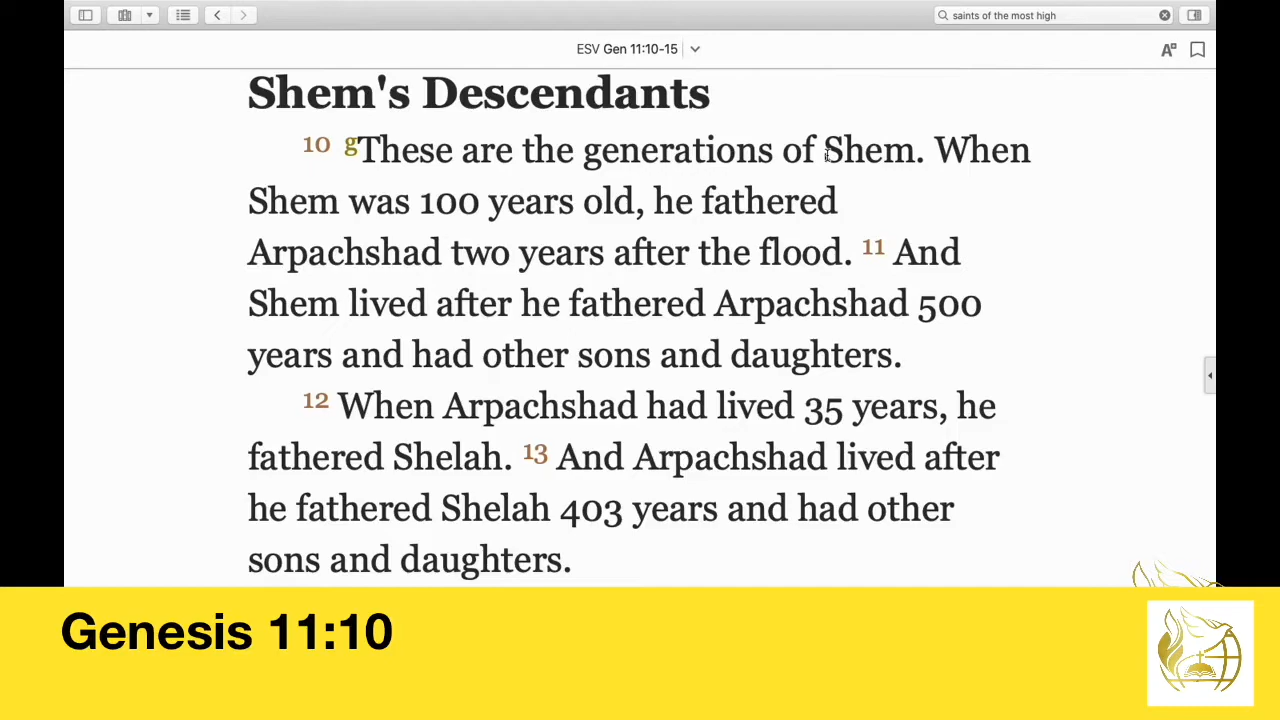 saints of the most high
ESV Gen 11:10-15
Shem's Descendants
10 gThese are the generations of Shem. When
Shem was 100 years old, he fathered
Arpachshad two years after the flood. 11 And
Shem lived after he fathered Arpachshad 500
years and had other sons and daughters.
12 When Arpachshad had lived 35 years, he
fathered Shelah. 13 And Arpachshad lived after
he fathered Shelah 403 years and had other
sons and daughters.
Genesis 11:10